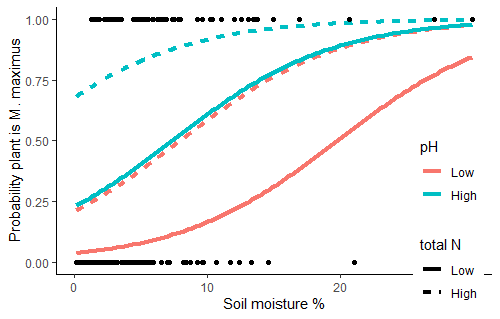 1.00
0.75
0.50
0.25
0.00
Probability plant is M. maximus
0
10
20
Soil moisture %
pH
Low
High
total N
Low
High